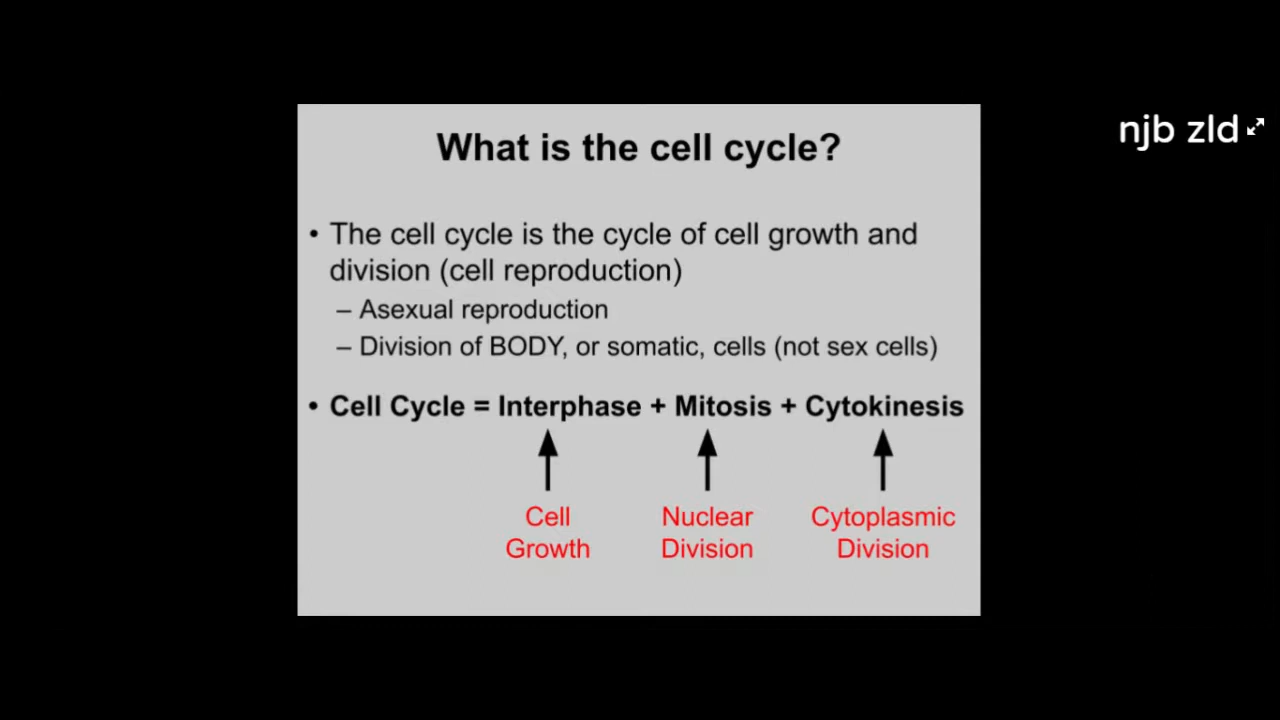 What is the cell cycle?
njb zld
• The cell cycle is the cycle of cell growth and
division (cell reproduction)
– Asexual reproduction
– Division of BODY, or somatic, cells (not sex cells)
• Cell Cycle = Interphase + Mitosis + Cytokinesis
Cell Growth
Nuclear Division
Cytoplasmic Division